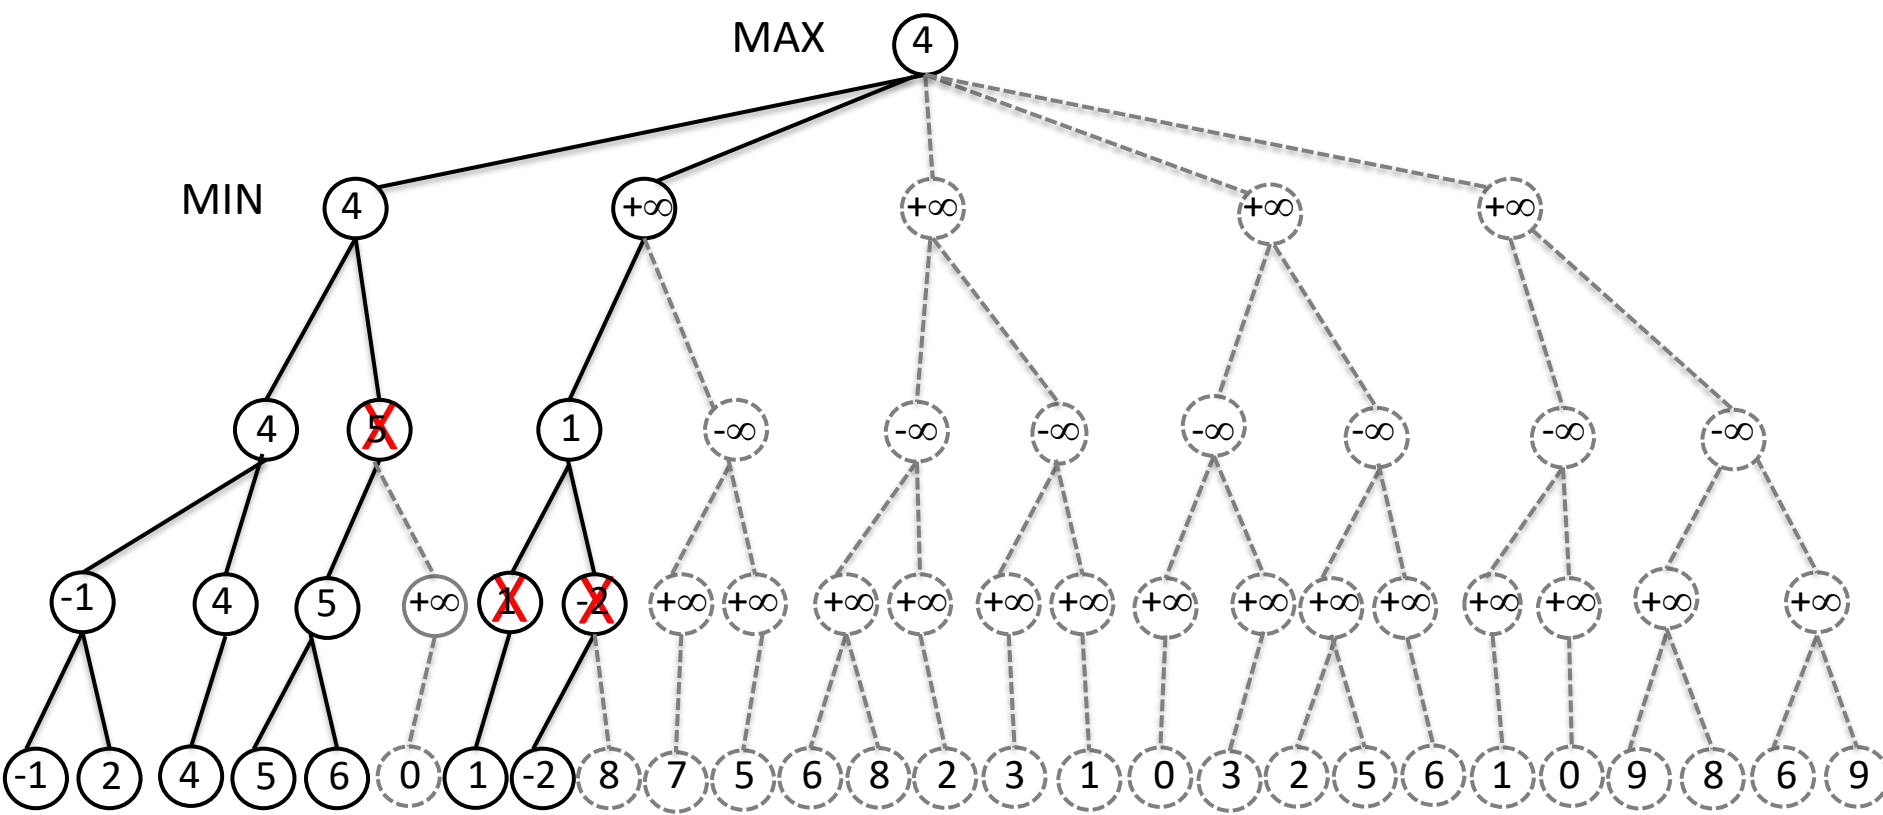 MAX 4
MIN 4 +∞ +∞ +∞ +∞
4 5 1 -∞ -∞ -∞ -∞ -∞ -∞ -∞
-1 4 5 +∞ 1 -2 +∞ +∞ +∞ +∞ +∞ +∞ +∞ +∞ +∞ +∞ +∞ +∞ +∞ +∞
-1 2 4 5 6 0 1 -2 8 7 5 6 8 2 3 1 0 3 2 5 6 1 0 9 8 6 9